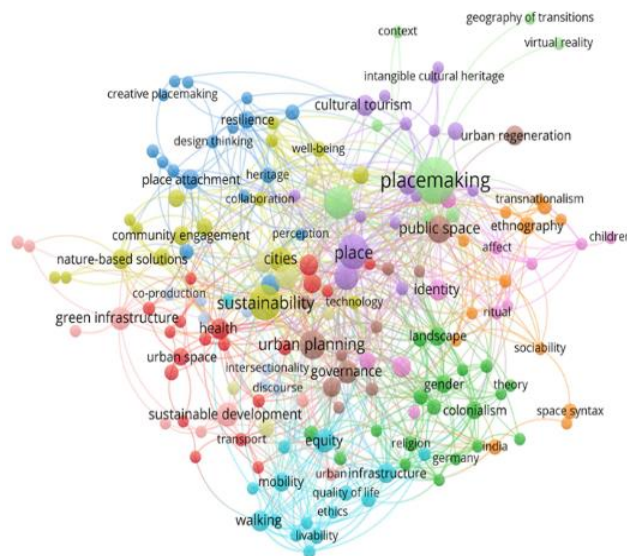 geography of transitions
context
virtual reality
intangible cultural heritage
creative placemaking
cultural tourism
resilience
urban regeneration
design thinking
well-being
heritage
placemaking
place attachment
collaboration
transnationalism
ethnography
public space
community engagement
perception
place
affect
children
nature-based solutions
cities
co-production
sustainability
technology
identity
ritual
green infrastructure
health
landscape
urban space
urban planning
sociability
intersectionality
governance
discourse
gender
theory
sustainable development
colonialism
space syntax
transport
equity
religion
india
germany
mobility
urban infrastructure
quality of life
walking
ethics
livability